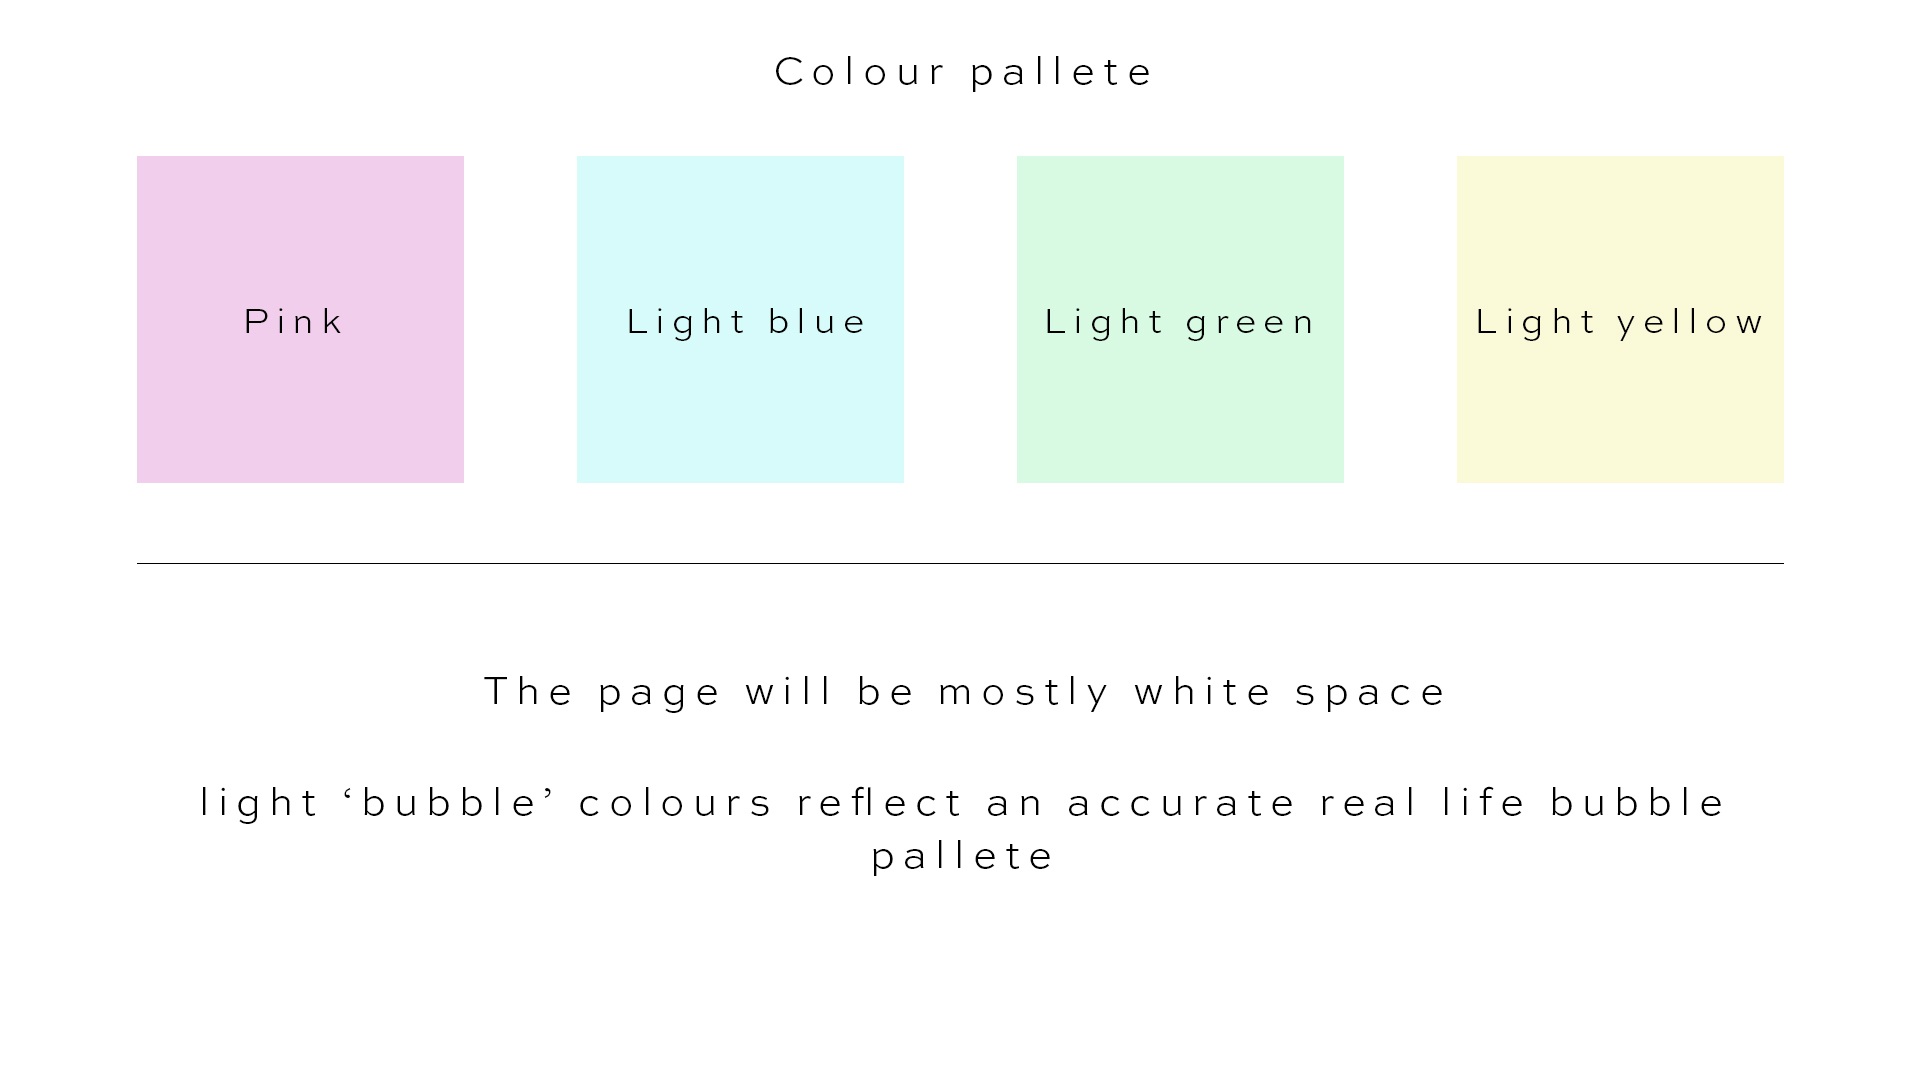 Colour pallete
Pink
Light blue
Light green
Light yellow
The page will be mostly white space
light ‘bubble’ colours reflect an accurate real life bubble
pallete